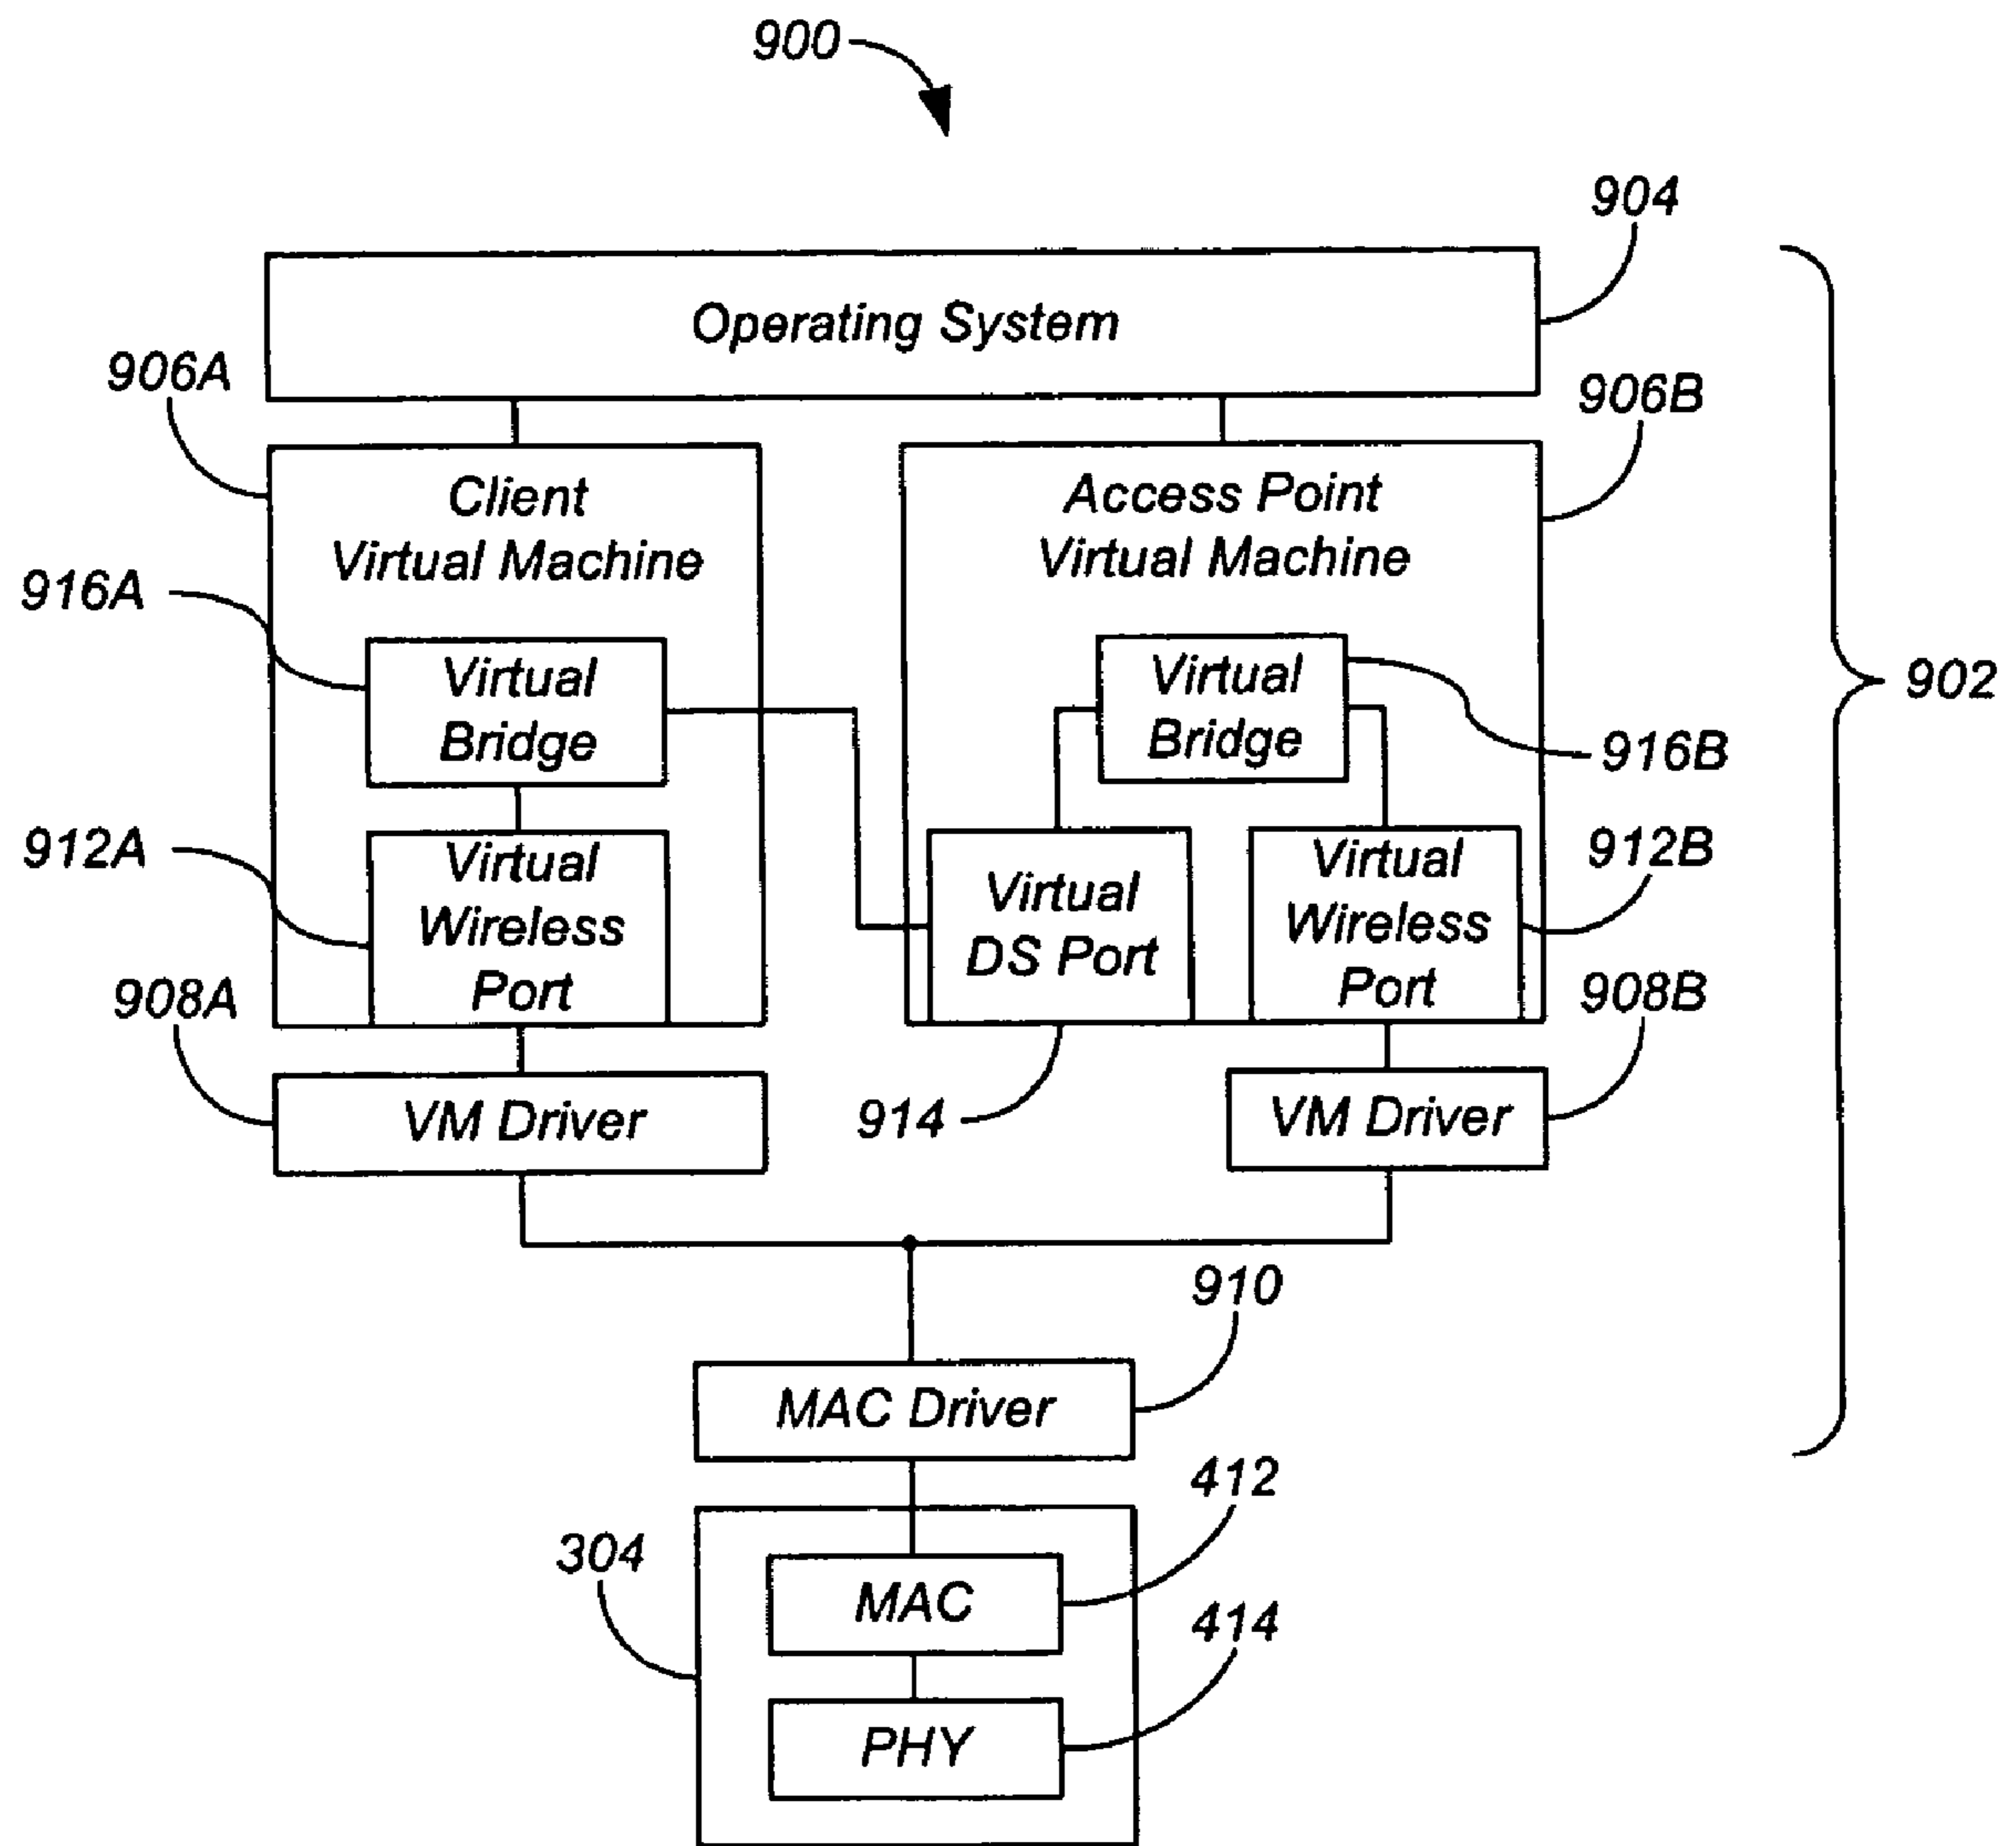 900
904
Operating System
906A
906B
Client
Virtual Machine
Access Point
Virtual Machine
916A
Virtual
Bridge
Virtual
Bridge
902
916B
912A
Virtual
Wireless
Port
Virtual
DS Port
Virtual
Wireless
Port
912B
908A
908B
VM Driver
914
VM Driver
910
MAC Driver
412
304
MAC
414
PHY